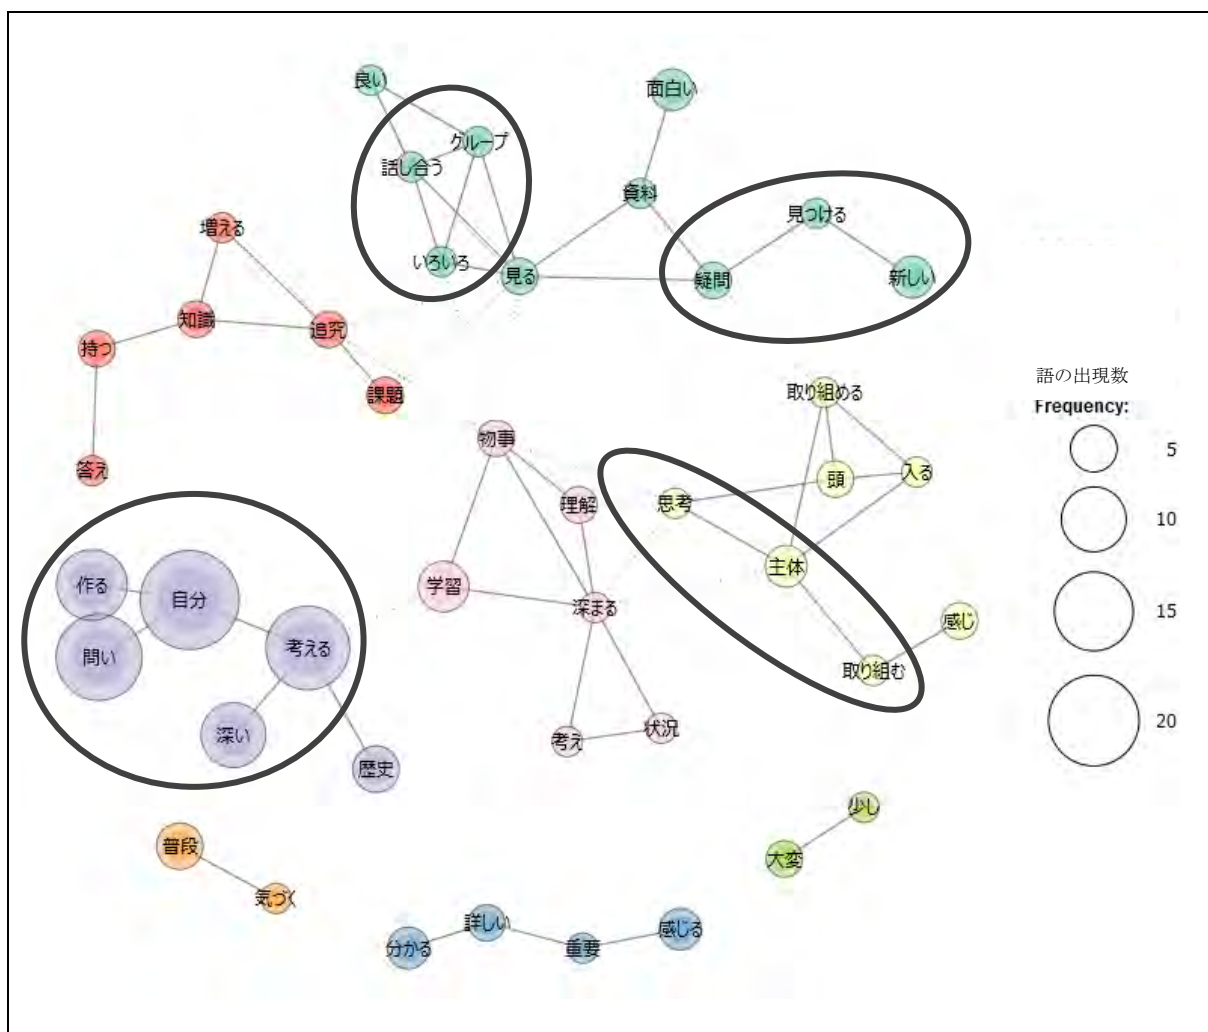 良い
面白い
グループ
話し合う
資料
見つける
増える
いろいろ
見る
疑問
新しい
知識
追究
持つ
課題
語の出現数
Frequency:
取り組める
物事
5
答え
頭
入る
理解
思考
10
主体
作る
自分
学習
深まる
15
感じ
問い
考える
取り組む
深い
考え
状況
20
歴史
少し
普段
大変
気づく
詳しい
感じる
分かる
重要